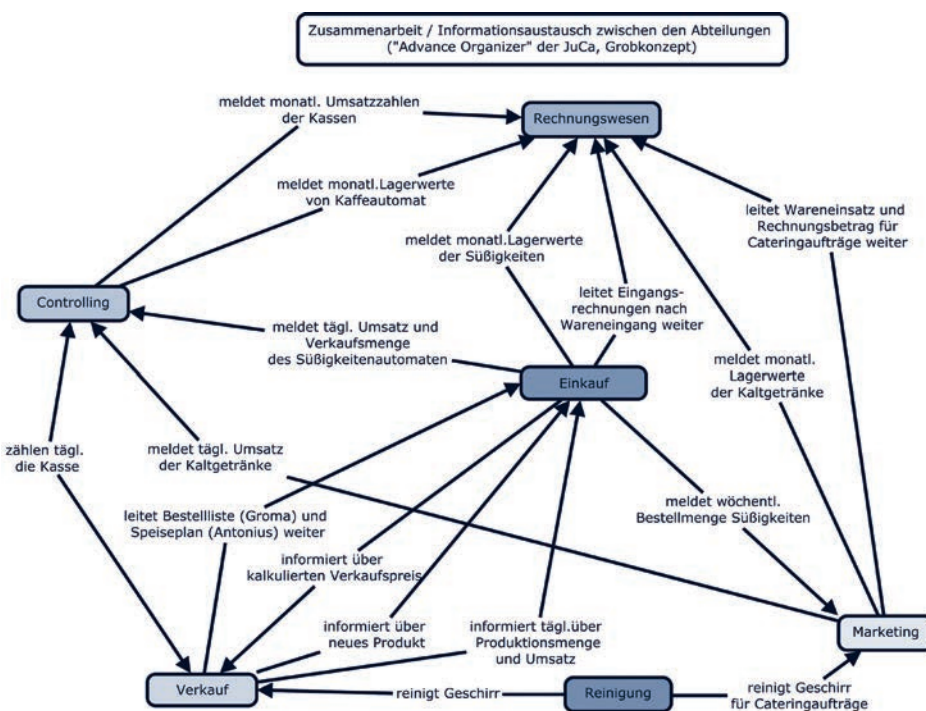 Zusammenarbeit / Informationsaustausch zwischen den Abteilungen
("Advance Organizer" der JuCa, Grobkonzept)
meldet monatl. Umsatzzahlen
der Kassen
Rechnungswesen
meldet monatl.Lagerwerte
von Kaffeautomat
meldet monatl.Lagerwerte
der Süßigkeiten
leitet Wareneinsatz und
Rechnungsbetrag für
Cateringaufträge weiter
Controlling
leitet Eingangs-
rechnungen nach
Wareneingang weiter
meldet tägl. Umsatz und
Verkaufsmenge
des Süßigkeitenautomaten
Einkauf
meldet monatl.
Lagerwerte
der Kaltgetränke
zählen tägl.
die Kasse
meldet tägl. Umsatz
der Kaltgetränke
leitet Bestellliste (Groma) und
Speiseplan (Antonius) weiter
meldet wöchentl.
Bestellmenge Süßigkeiten
informiert über
kalkulierten Verkaufspreis
informiert über
neues Produkt
informiert tägl.über
Produktionsmenge
und Umsatz
Marketing
Verkauf
reinigt Geschirr
Reinigung
reinigt Geschirr
für Cateringaufträge